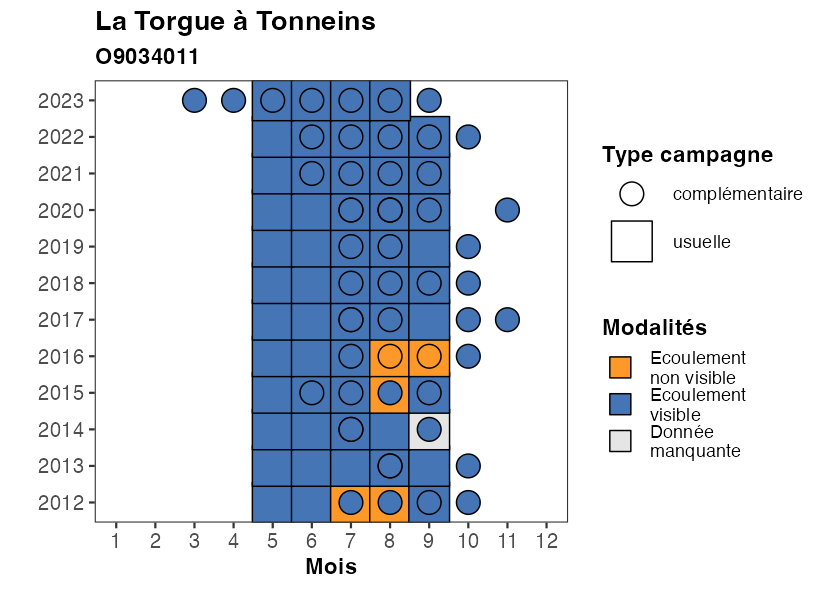 La Torgue à Tonneins
O9034011
2023
2022
2021
2020
2019
2018
2017
2016
2015
2014
2013
2012
1 2 3 4 5 6 7 8 9 10 11 12
Mois
Type campagne
complémentaire
usuelle
Modalités
Ecoulement
non visible
Ecoulement
visible
Donnée
manquante